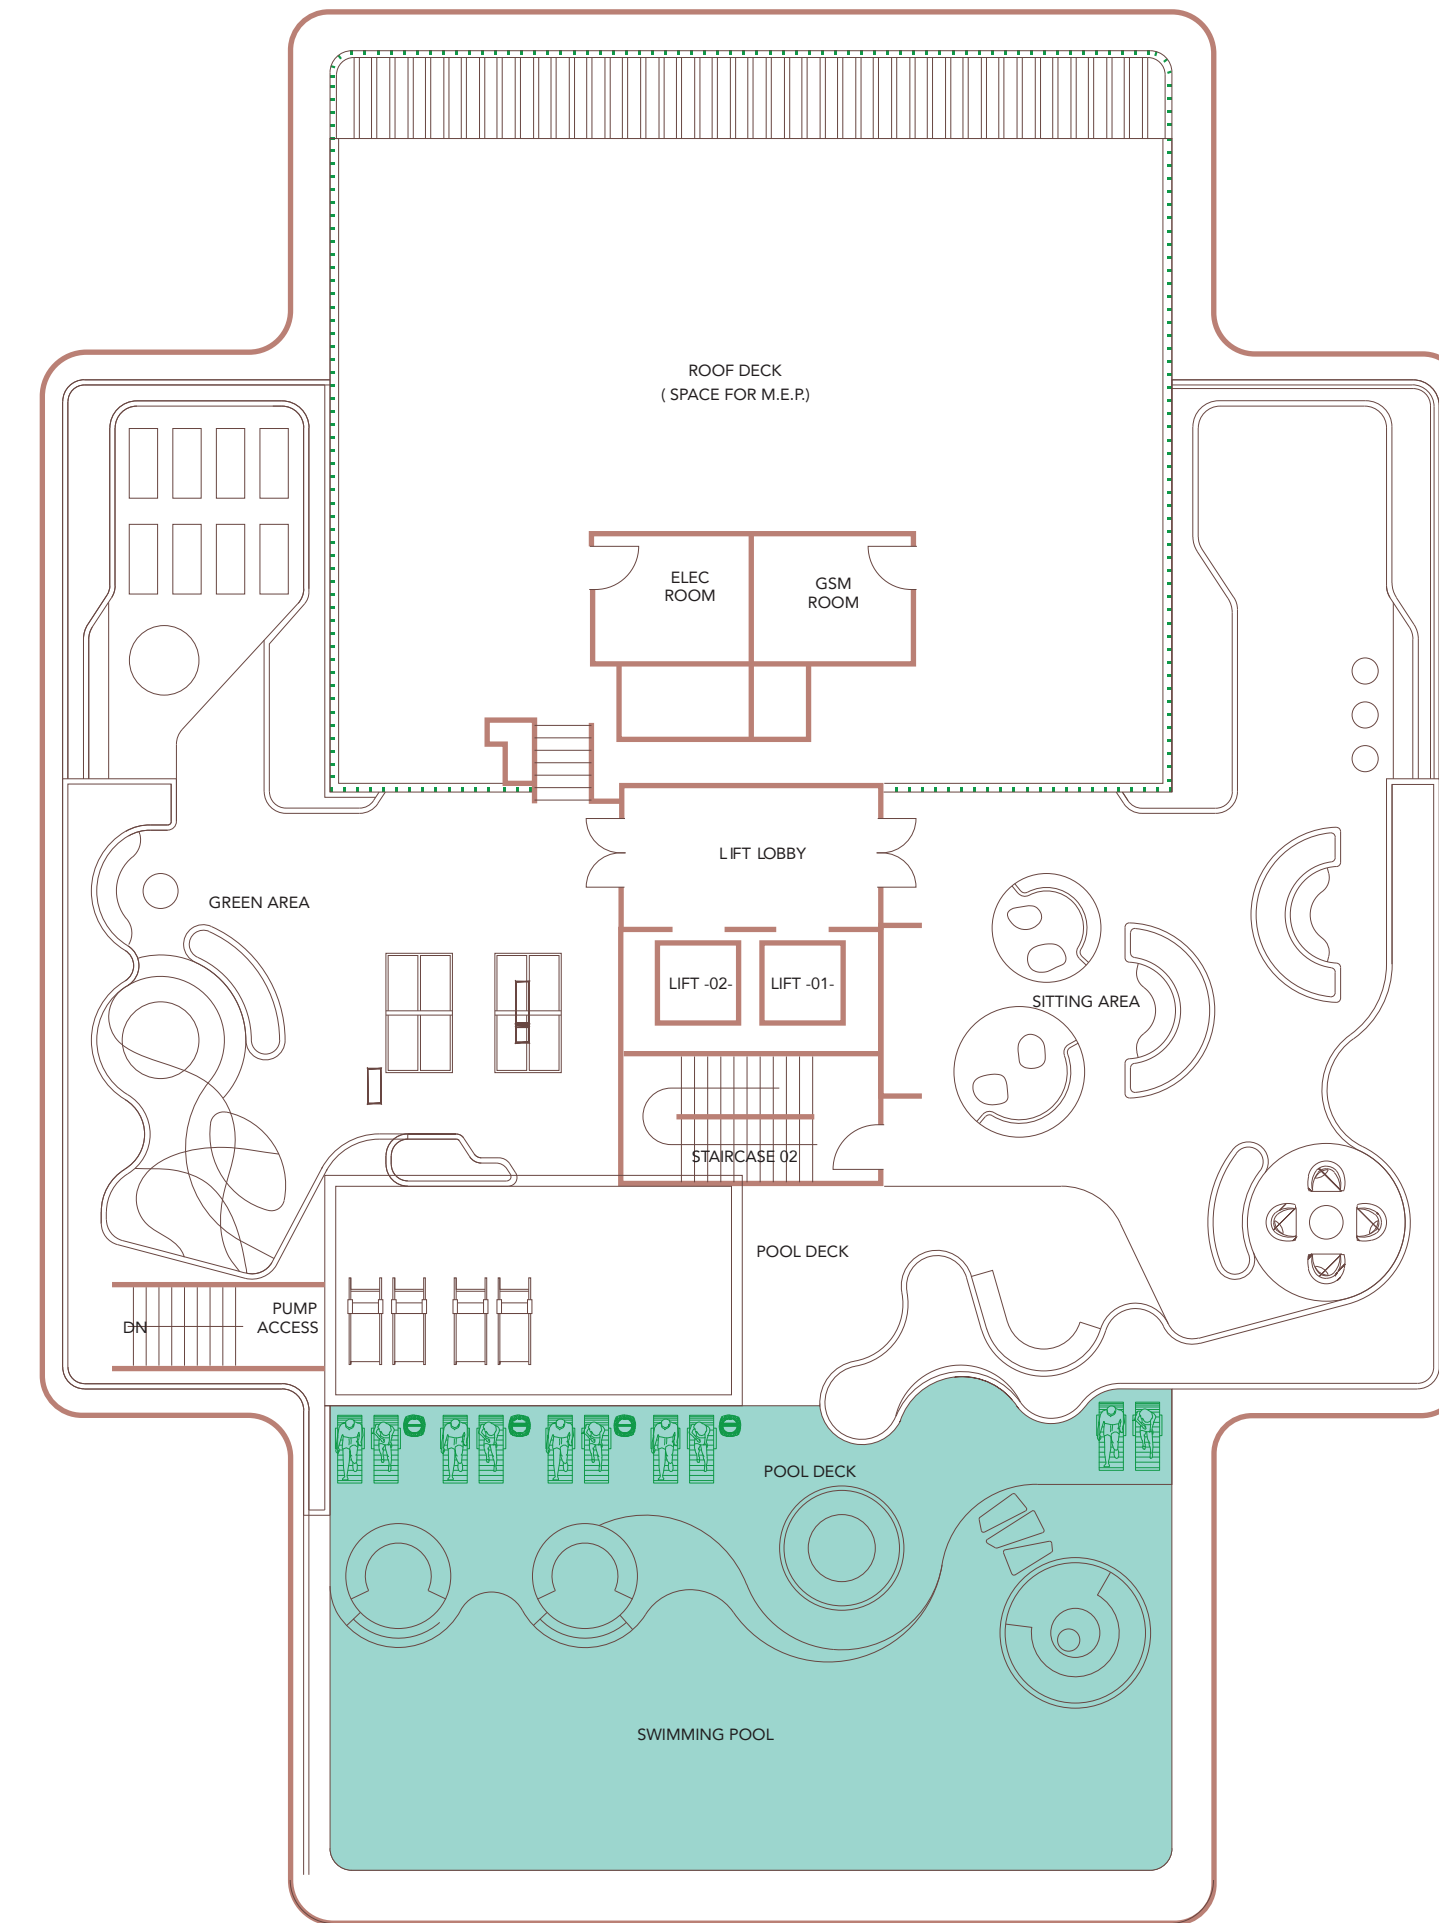 ROOF DECK
( SPACE FOR M.E.P.)
ELEC
ROOM
GSM
ROOM
LIFT LOBBY
GREEN AREA
LIFT -02-
LIFT -01-
SITTING AREA
STAIRCASE 02
POOL DECK
PUMP
ACCESS
DN
POOL DECK
SWIMMING POOL